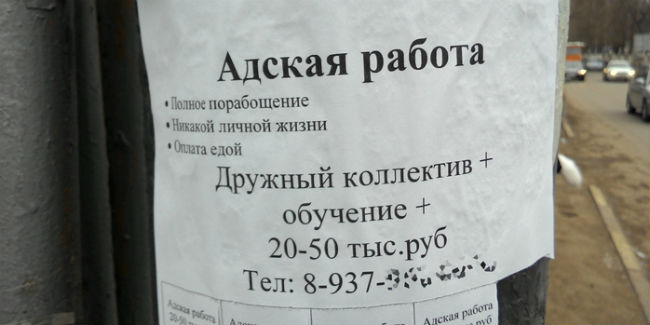 Адская работа
• Полное порабощение
• Никакой личной жизни
• Оплата едой
Дружный коллектив +
обучение +
20-50 тыс.руб
Тел: 8-937-
Адская работа
Адская работа